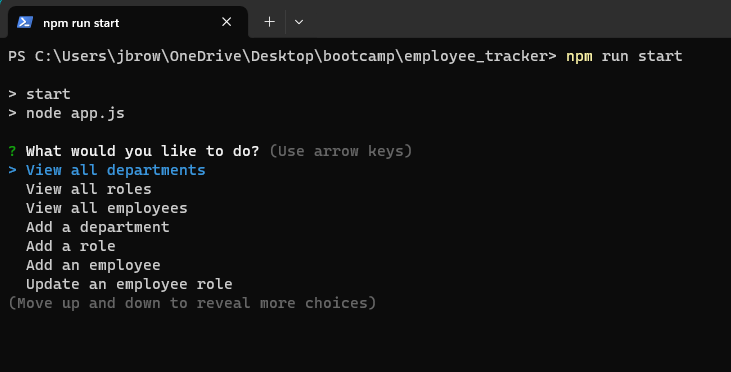 npm run start
PS C:\Users\jbrow\OneDrive\Desktop\bootcamp\employee_tracker> npm run start
> start
> node app.js
? What would you like to do? (Use arrow keys)
> View all departments
View all roles
View all employees
Add a department
Add a role
Add an employee
Update an employee role
(Move up and down to reveal more choices)